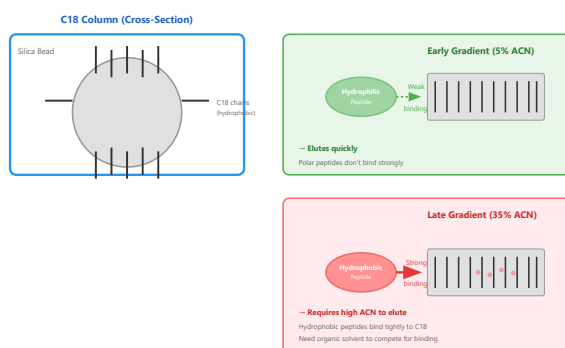 C18 Column (Cross-Section)
Silica Bead
C18 chains
(hydrophobic)
Early Gradient (5% ACN)
Hydrophilic
Peptide
Weak
binding
→ Elutes quickly
Polar peptides don't bind strongly
Late Gradient (35% ACN)
Hydrophobic
Peptide
Strong
binding
→ Requires high ACN to elute
Hydrophobic peptides bind tightly to C18
Need organic solvent to compete for binding